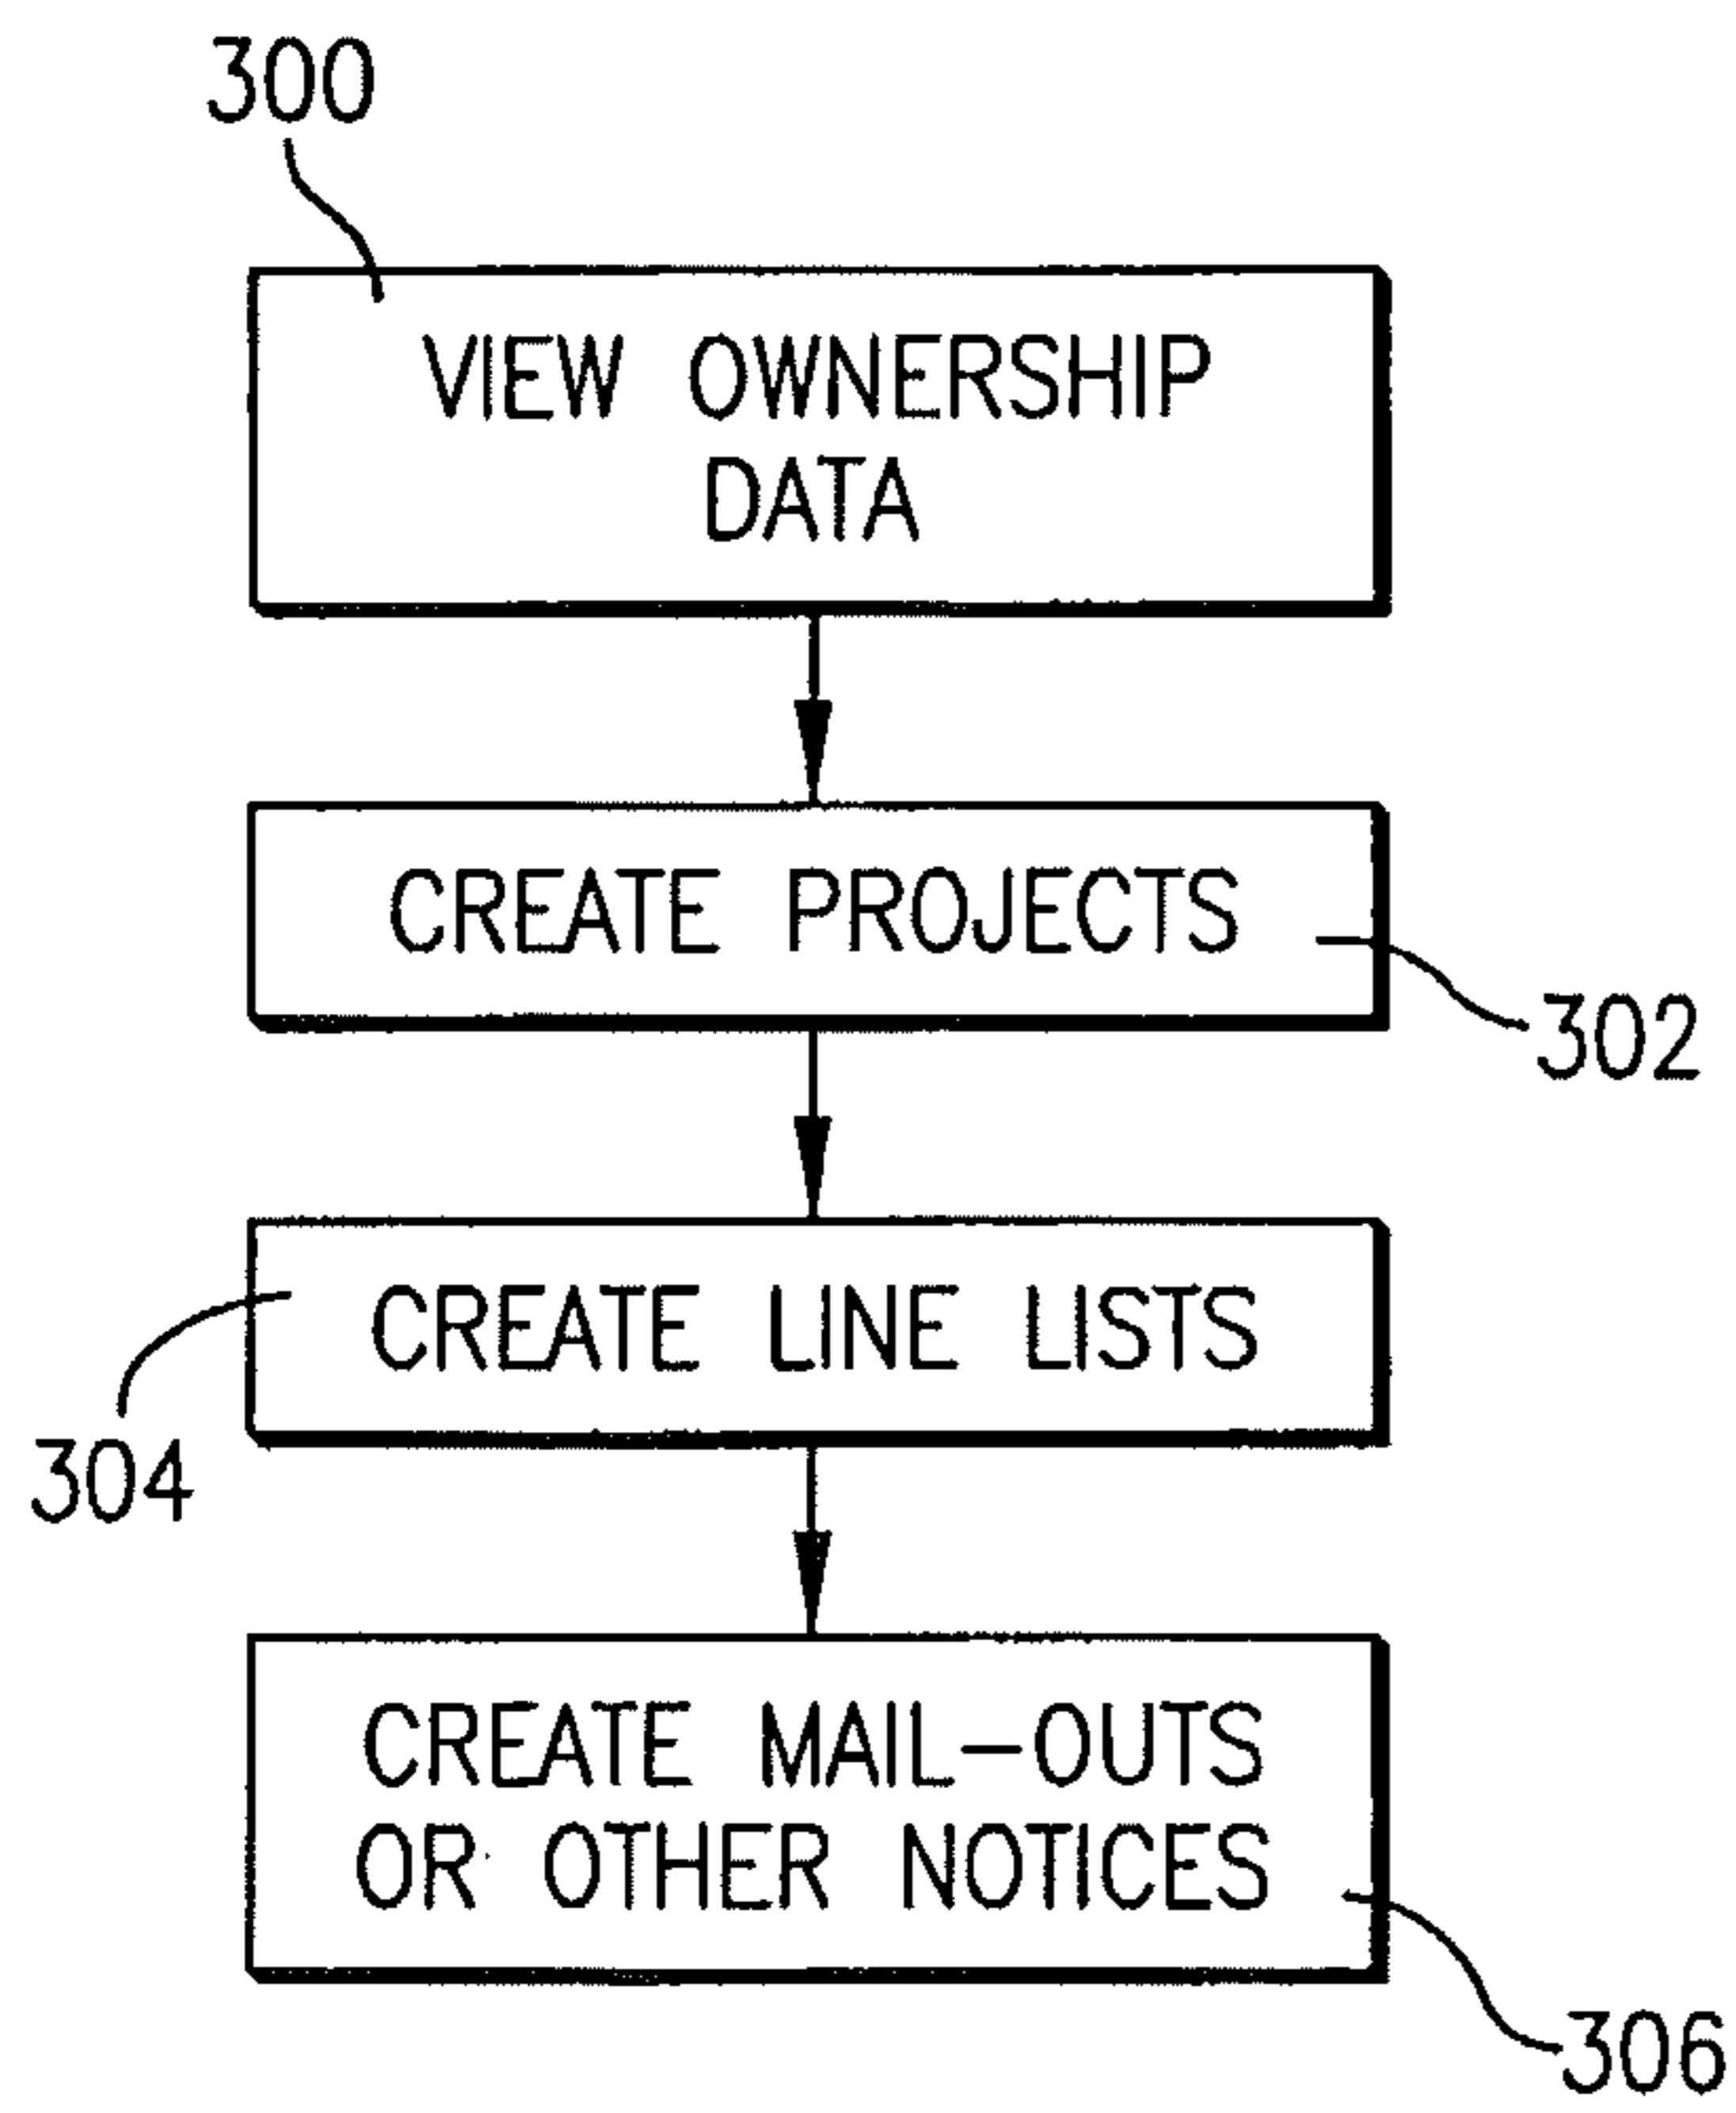 300
VIEW OWNERSHIP
DATA
CREATE PROJECTS
302
CREATE LINE LISTS
304
CREATE MAIL-OUTS
OR OTHER NOTICES
306